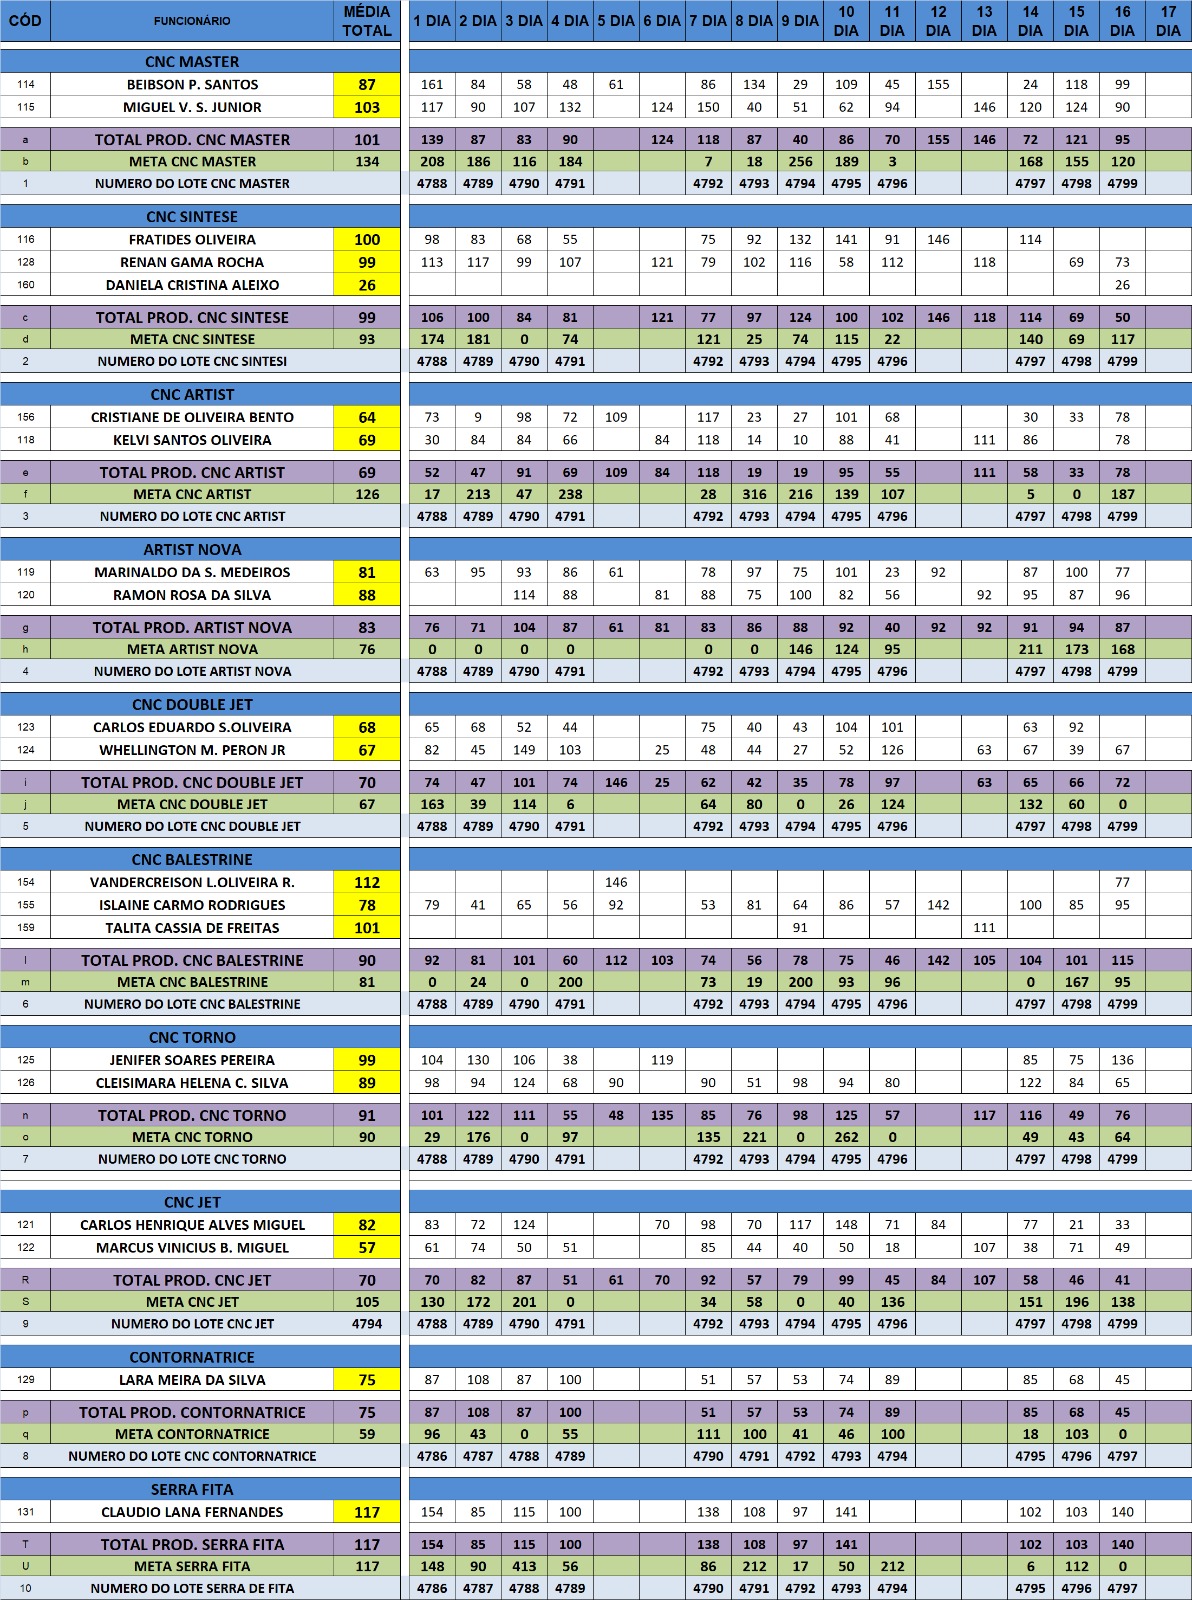 CÓD FUNCIONÁRIO MÉDIA TOTAL 1 DIA 2 DIA 3 DIA 4 DIA 5 DIA 6 DIA 7 DIA 8 DIA 9 DIA 10 DIA 11 DIA 12 DIA 13 DIA 14 DIA 15 DIA 16 DIA 17 DIA
CNC MASTER
114 BEIBSON P. SANTOS 87 161 84 58 48 61 86 134 29 109 45 155 24 118 99
115 MIGUEL V. S. JUNIOR 103 117 90 107 132 124 150 40 51 62 94 146 120 124 90
a TOTAL PROD. CNC MASTER 101 139 87 83 90 124 118 87 40 86 70 155 146 72 121 95
b META CNC MASTER 134 208 186 116 184 7 18 256 189 3 168 155 120
1 NUMERO DO LOTE CNC MASTER 4788 4789 4790 4791 4792 4793 4794 4795 4796 4797 4798 4799
CNC SINTESE
116 FRATIDES OLIVEIRA 100 98 83 68 55 75 92 132 141 91 146 114
128 RENAN GAMA ROCHA 99 113 117 99 107 121 79 102 116 58 112 118 69 73
160 DANIELA CRISTINA ALEIXO 26 26
c TOTAL PROD. CNC SINTESE 99 106 100 84 81 121 77 97 124 100 102 146 118 114 69 50
d META CNC SINTESE 93 174 181 0 74 121 25 74 115 22 140 69 117
2 NUMERO DO LOTE CNC SINTESI 4788 4789 4790 4791 4792 4793 4794 4795 4796 4797 4798 4799
CNC ARTIST
156 CRISTIANE DE OLIVEIRA BENTO 64 73 9 98 72 109 117 23 27 101 68 30 33 78
118 KELVI SANTOS OLIVEIRA 69 30 84 84 66 84 118 14 10 88 41 111 86 78
e TOTAL PROD. CNC ARTIST 69 52 47 91 69 109 84 118 19 19 95 55 111 58 33 78
f META CNC ARTIST 126 17 213 47 238 28 316 216 139 107 5 0 187
3 NUMERO DO LOTE CNC ARTIST 4788 4789 4790 4791 4792 4793 4794 4795 4796 4797 4798 4799
ARTIST NOVA
119 MARINALDO DA S. MEDEIROS 81 63 95 93 86 61 78 97 75 101 23 92 87 100 77
120 RAMON ROSA DA SILVA 88 114 88 81 88 75 100 82 56 92 95 87 96
g TOTAL PROD. ARTIST NOVA 83 76 71 104 87 61 81 83 86 88 92 40 92 92 91 94 87
h META ARTIST NOVA 76 0 0 0 0 0 0 146 124 95 211 173 168
4 NUMERO DO LOTE ARTIST NOVA 4788 4789 4790 4791 4792 4793 4794 4795 4796 4797 4798 4799
CNC DOUBLE JET
123 CARLOS EDUARDO S.OLIVEIRA 68 65 68 52 44 75 40 43 104 101 63 92
124 WHELLINGTON M. PERON JR 67 82 45 149 103 25 48 44 27 52 126 63 67 39 67
i TOTAL PROD. CNC DOUBLE JET 70 74 47 101 74 146 25 62 42 35 78 97 63 65 66 72
j META CNC DOUBLE JET 67 163 39 114 6 64 80 0 26 124 132 60 0
5 NUMERO DO LOTE CNC DOUBLE JET 4788 4789 4790 4791 4792 4793 4794 4795 4796 4797 4798 4799
CNC BALESTRINE
154 VANDERCREISON L.OLIVEIRA R. 112 146 77
155 ISLAINE CARMO RODRIGUES 78 79 41 65 56 92 53 81 64 86 57 142 100 85 95
159 TALITA CASSIA DE FREITAS 101 91 111
l TOTAL PROD. CNC BALESTRINE 90 92 81 101 60 112 103 74 56 78 75 46 142 105 104 101 115
m META CNC BALESTRINE 81 0 24 0 200 73 19 200 93 96 0 167 95
6 NUMERO DO LOTE CNC BALESTRINE 4788 4789 4790 4791 4792 4793 4794 4795 4796 4797 4798 4799
CNC TORNO
125 JENIFER SOARES PEREIRA 99 104 130 106 38 119 85 75 136
126 CLEISIMARA HELENA C. SILVA 89 98 94 124 68 90 90 51 98 94 80 122 84 65
n TOTAL PROD. CNC TORNO 91 101 122 111 55 48 135 85 76 98 125 57 117 116 49 76
o META CNC TORNO 90 29 176 0 97 135 221 0 262 0 49 43 64
7 NUMERO DO LOTE CNC TORNO 4788 4789 4790 4791 4792 4793 4794 4795 4796 4797 4798 4799
CNC JET
121 CARLOS HENRIQUE ALVES MIGUEL 82 83 72 124 70 98 70 117 148 71 84 77 21 33
122 MARCUS VINICIUS B. MIGUEL 57 61 74 50 51 85 44 40 50 18 107 38 71 49
R TOTAL PROD. CNC JET 70 70 82 87 51 61 70 92 57 79 99 45 84 107 58 46 41
S META CNC JET 105 130 172 201 0 34 58 0 40 136 151 196 138
9 NUMERO DO LOTE CNC JET 4794 4788 4789 4790 4791 4792 4793 4794 4795 4796 4797 4798 4799
CONTORNATRICE
129 LARA MEIRA DA SILVA 75 87 108 87 100 51 57 53 74 89 85 68 45
p TOTAL PROD. CONTORNATRICE 75 87 108 87 100 51 57 53 74 89 85 68 45
q META CONTORNATRICE 59 96 43 0 55 111 100 41 46 100 18 103 0
8 NUMERO DO LOTE CNC CONTORNATRICE 4786 4787 4788 4789 4790 4791 4792 4793 4794 4795 4796 4797
SERRA FITA
131 CLAUDIO LANA FERNANDES 117 154 85 115 100 138 108 97 141 102 103 140
T TOTAL PROD. SERRA FITA 117 154 85 115 100 138 108 97 141 102 103 140
U META SERRA FITA 117 148 90 413 56 86 212 17 50 212 6 112 0
10 NUMERO DO LOTE SERRA DE FITA 4786 4787 4788 4789 4790 4791 4792 4793 4794 4795 4796 4797